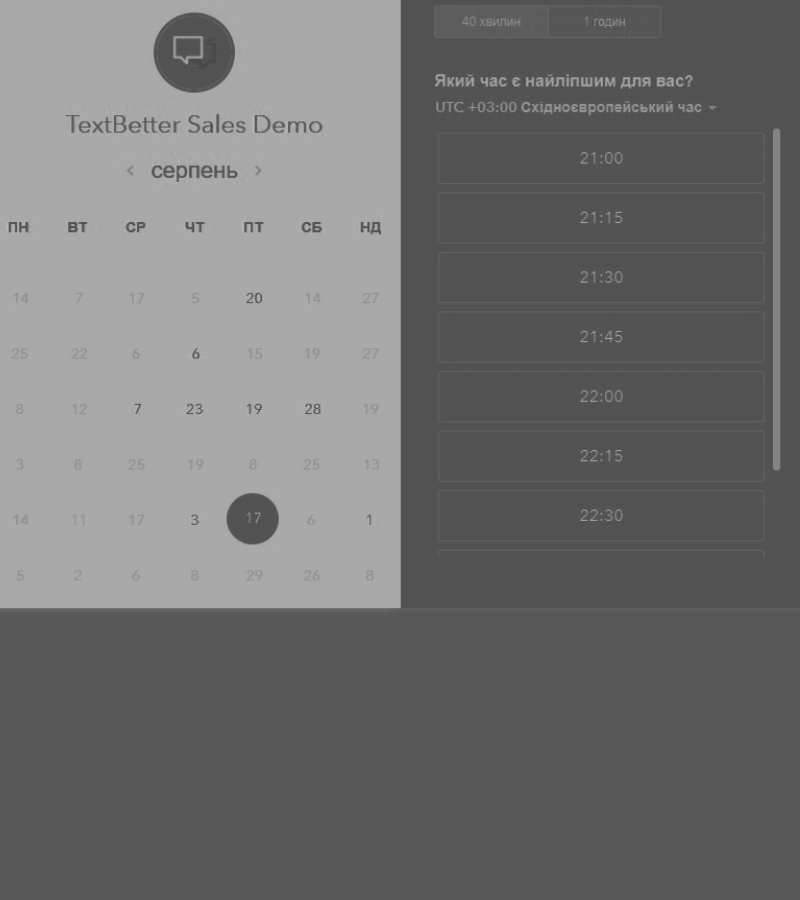 TextBetter Sales Demo
< серпень >
ПН ВТ СР ЧТ ПТ СБ НД
14 7 17 5 20 14 27
25 22 6 6 15 19 27
8 12 7 23 19 28 19
3 8 25 19 8 25 13
14 11 17 3 17 6 1
5 2 6 8 29 26 8
40 хвилин 1 годин
Який час є найліпшим для вас?
UTC +03:00 Східноєвропейський час
21:00
21:15
21:30
21:45
22:00
22:15
22:30